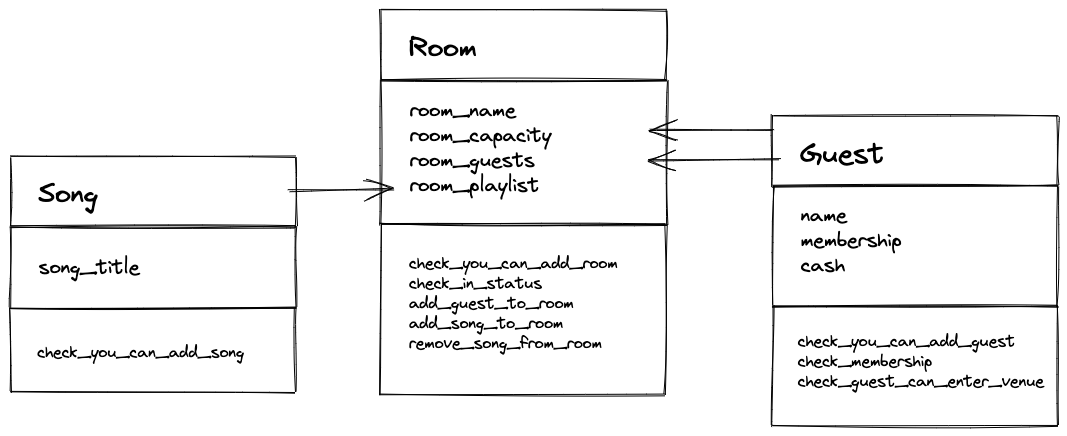 Room
room_name
room_capacity
room_guests
room_playlist
check_you_can_add_room
check_in_status
add_guest_to_room
add_song_to_room
remove_song_from_room
Song
song_title
check_you_can_add_song
Guest
name
membership
cash
check_you_can_add_guest
check_membership
check_guest_can_enter_venue